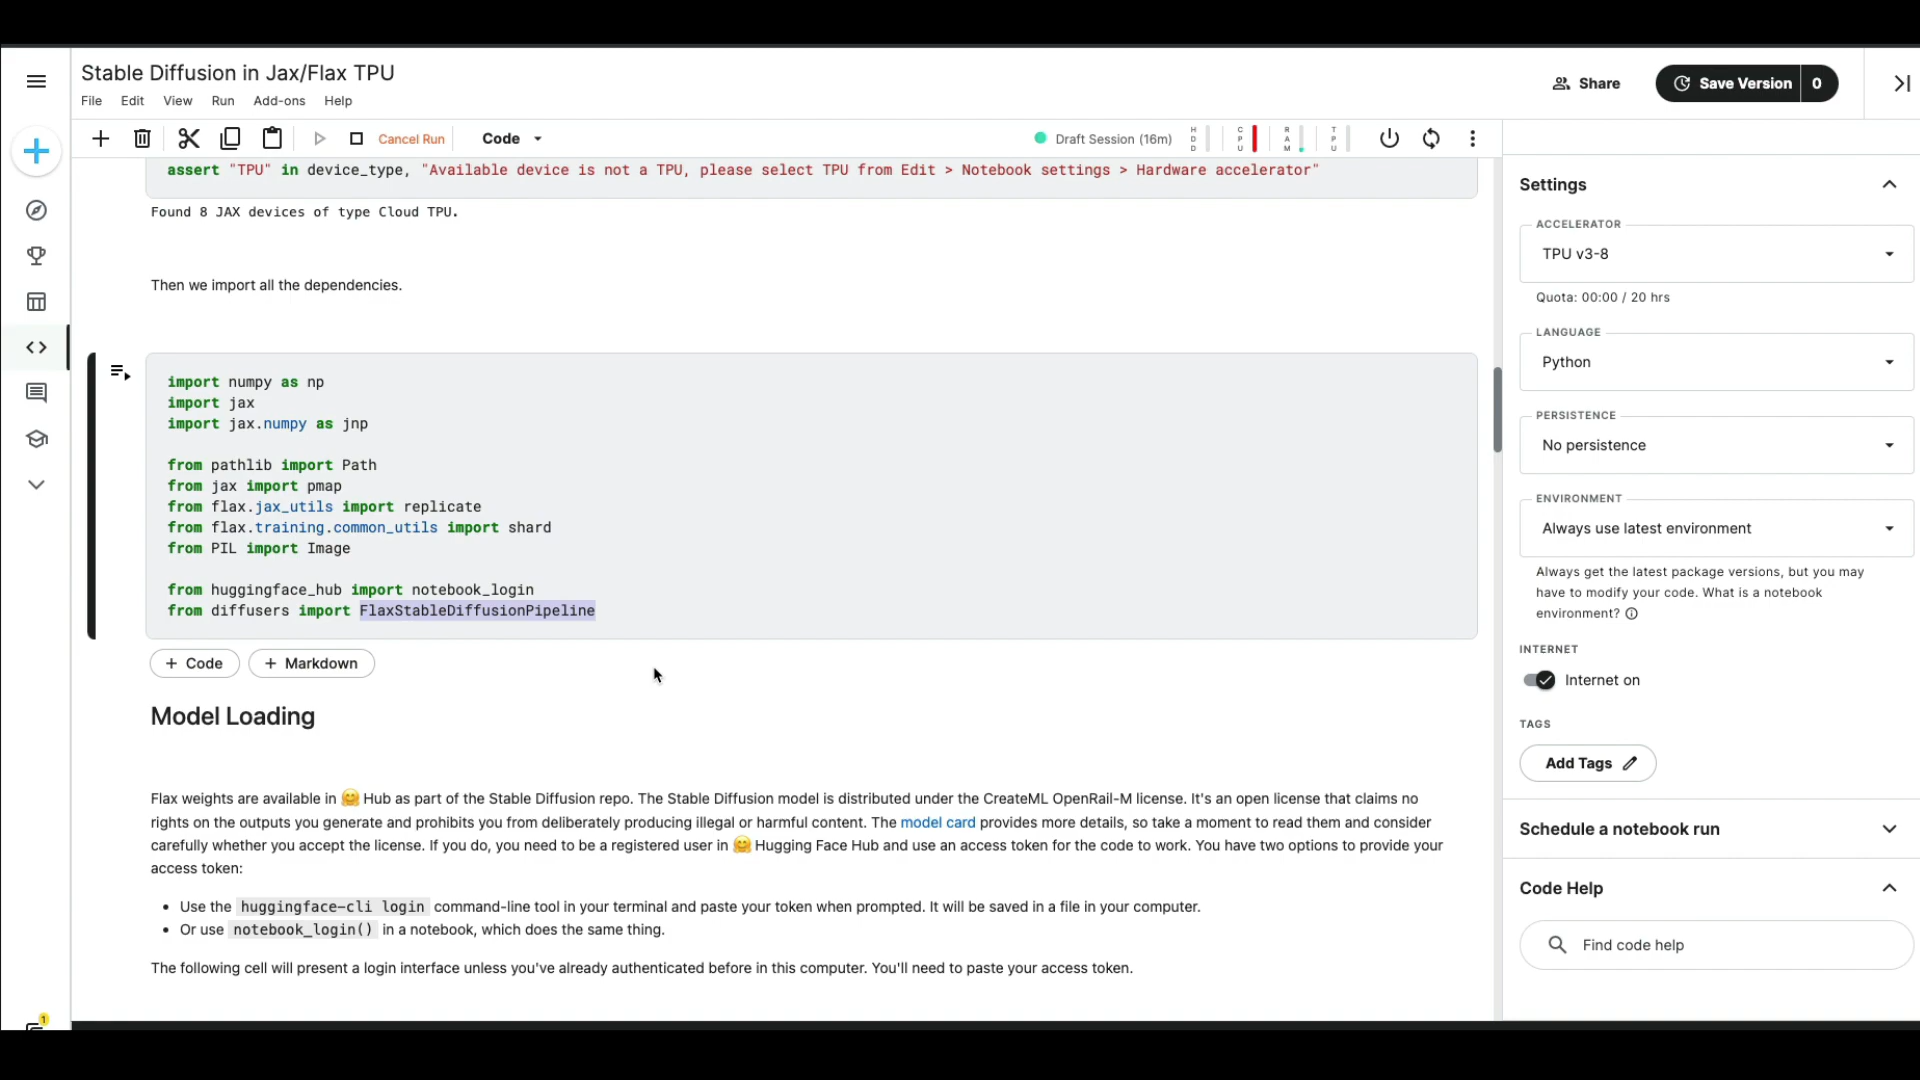 Stable Diffusion in Jax/Flax TPU
File Edit View Run Add-ons Help
Share
Save Version 0
Cancel Run
Code
Draft Session (16m)
HDD
CPU
RAM
TPU
assert "TPU" in device_type, "Available device is not a TPU, please select TPU from Edit > Notebook settings > Hardware accelerator"
Found 8 JAX devices of type Cloud TPU.
Then we import all the dependencies.
import numpy as np
import jax
import jax.numpy as jnp
from pathlib import Path
from jax import pmap
from flax.jax_utils import replicate
from flax.training.common_utils import shard
from PIL import Image
from huggingface_hub import notebook_login
from diffusers import FlaxStableDiffusionPipeline
+ Code
+ Markdown
Model Loading
Flax weights are available in 🤗 Hub as part of the Stable Diffusion repo. The Stable Diffusion model is distributed under the CreateML OpenRail-M license. It's an open license that claims no
rights on the outputs you generate and prohibits you from deliberately producing illegal or harmful content. The model card provides more details, so take a moment to read them and consider
carefully whether you accept the license. If you do, you need to be a registered user in 🤗 Hugging Face Hub and use an access token for the code to work. You have two options to provide your
access token:
• Use the huggingface-cli login command-line tool in your terminal and paste your token when prompted. It will be saved in a file in your computer.
• Or use notebook_login() in a notebook, which does the same thing.
The following cell will present a login interface unless you've already authenticated before in this computer. You'll need to paste your access token.
1
Settings
ACCELERATOR
TPU v3-8
Quota: 00:00 / 20 hrs
LANGUAGE
Python
PERSISTENCE
No persistence
ENVIRONMENT
Always use latest environment
Always get the latest package versions, but you may
have to modify your code. What is a notebook
environment?
INTERNET
Internet on
TAGS
Add Tags
Schedule a notebook run
Code Help
Find code help